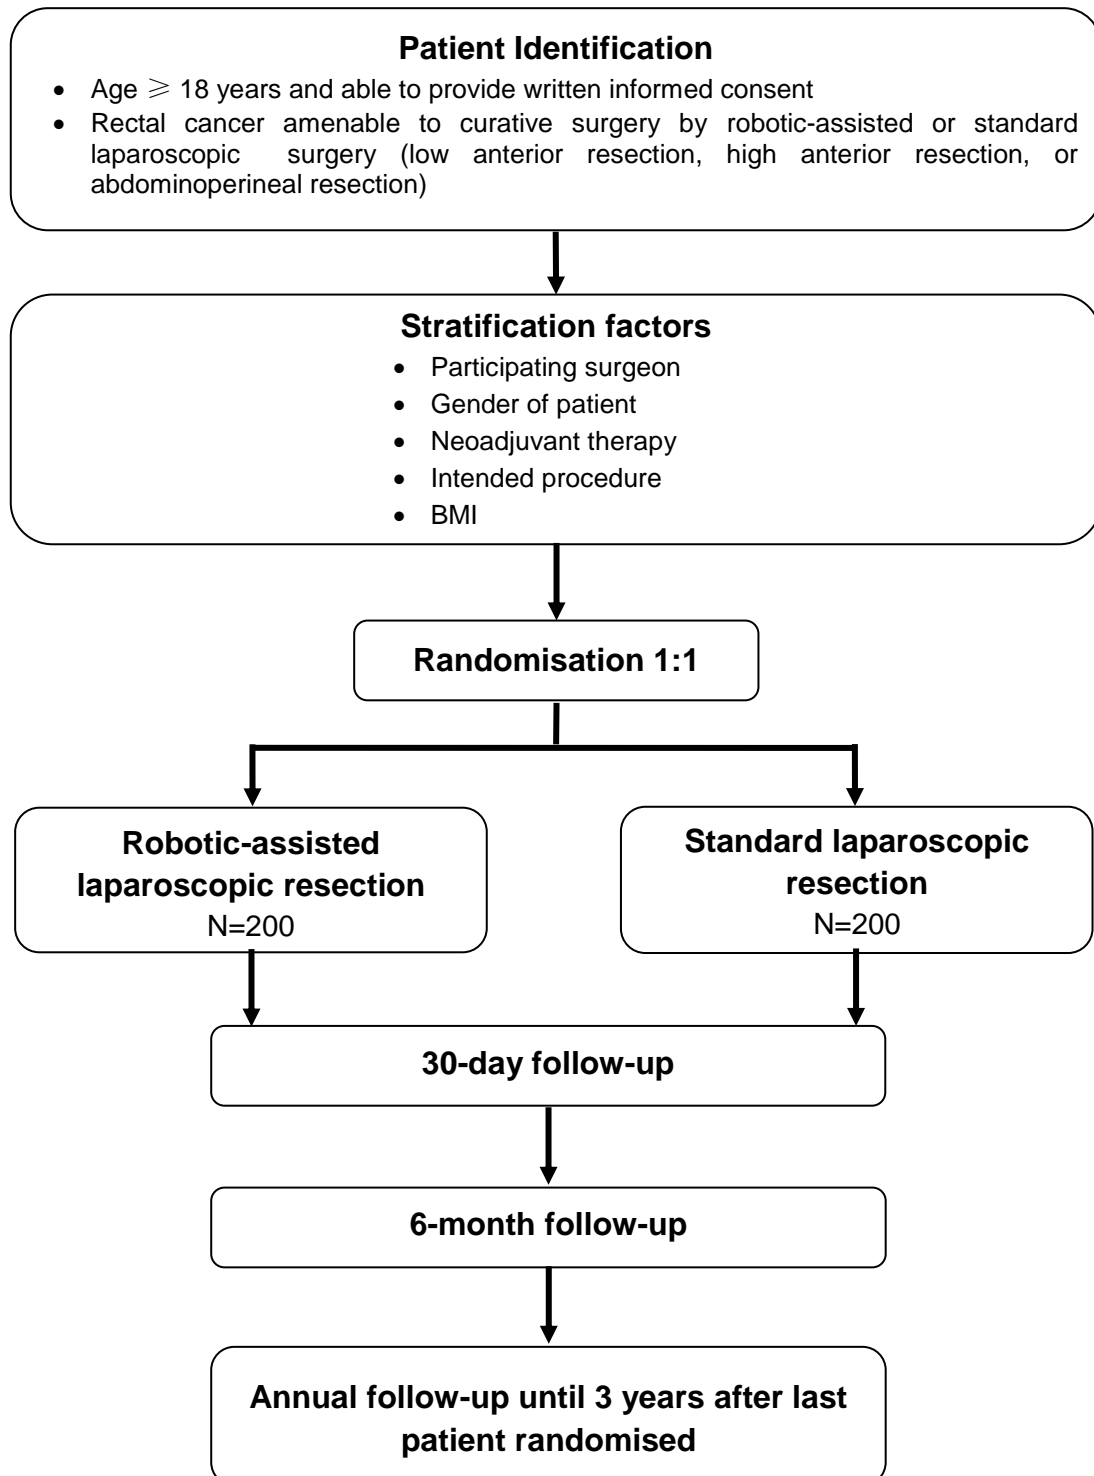 Patient Identification
• Age ≥ 18 years and able to provide written informed consent
• Rectal cancer amenable to curative surgery by robotic-assisted or standard
laparoscopic surgery (low anterior resection, high anterior resection, or
abdominoperineal resection)
Stratification factors
• Participating surgeon
• Gender of patient
• Neoadjuvant therapy
• Intended procedure
• BMI
Randomisation 1:1
Robotic-assisted
laparoscopic resection
N=200
Standard laparoscopic
resection
N=200
30-day follow-up
6-month follow-up
Annual follow-up until 3 years after last
patient randomised